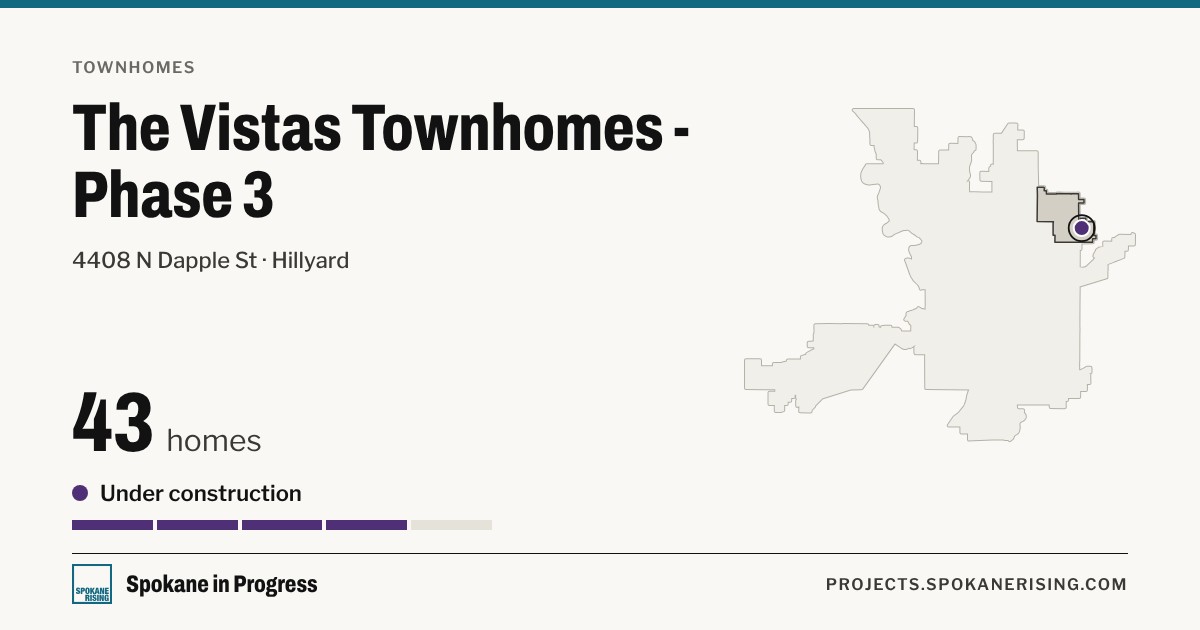 TOWNHOMES
The Vistas Townhomes -
Phase 3
4408 N Dapple St · Hillyard
43 homes
Under construction
SPOKANE
RISING
Spokane in Progress
PROJECTS.SPOKANERISING.COM